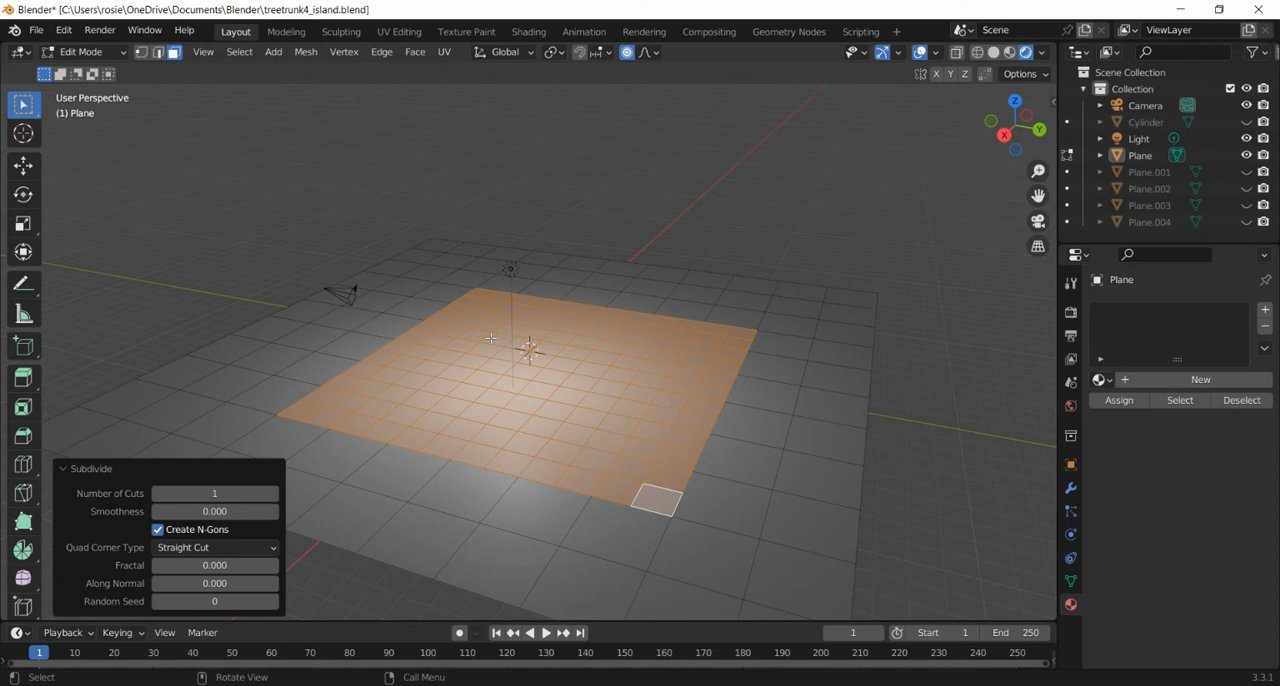 Blender* [C:\Users\rosie\OneDrive\Documents\Blender\treetrunk4_island.blend]
File Edit Render Window Help Layout Modeling Sculpting UV Editing Texture Paint Shading Animation Rendering Compositing Geometry Nodes Scripting + Scene ViewLayer
Edit Mode View Select Add Mesh Vertex Edge Face UV Global
X Y Z Options
User Perspective
(1) Plane
Z
Y
X
Scene Collection
Collection
Camera
Cylinder
Light
Plane
Plane.001
Plane.002
Plane.003
Plane.004
Plane
New
Assign Select Deselect
Subdivide
Number of Cuts 1
Smoothness 0.000
Create N-Gons
Quad Corner Type Straight Cut
Fractal 0.000
Along Normal 0.000
Random Seed 0
Playback Keying View Marker 1 Start 1 End 250
1 10 20 30 40 50 60 70 80 90 100 110 120 130 140 150 160 170 180 190 200 210 220 230 240 250
Select Rotate View Call Menu 3.3.1